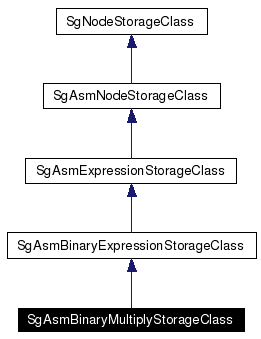 SgNodeStorageClass
SgAsmNodeStorageClass
SgAsmExpressionStorageClass
SgAsmBinaryExpressionStorageClass
SgAsmBinaryMultiplyStorageClass